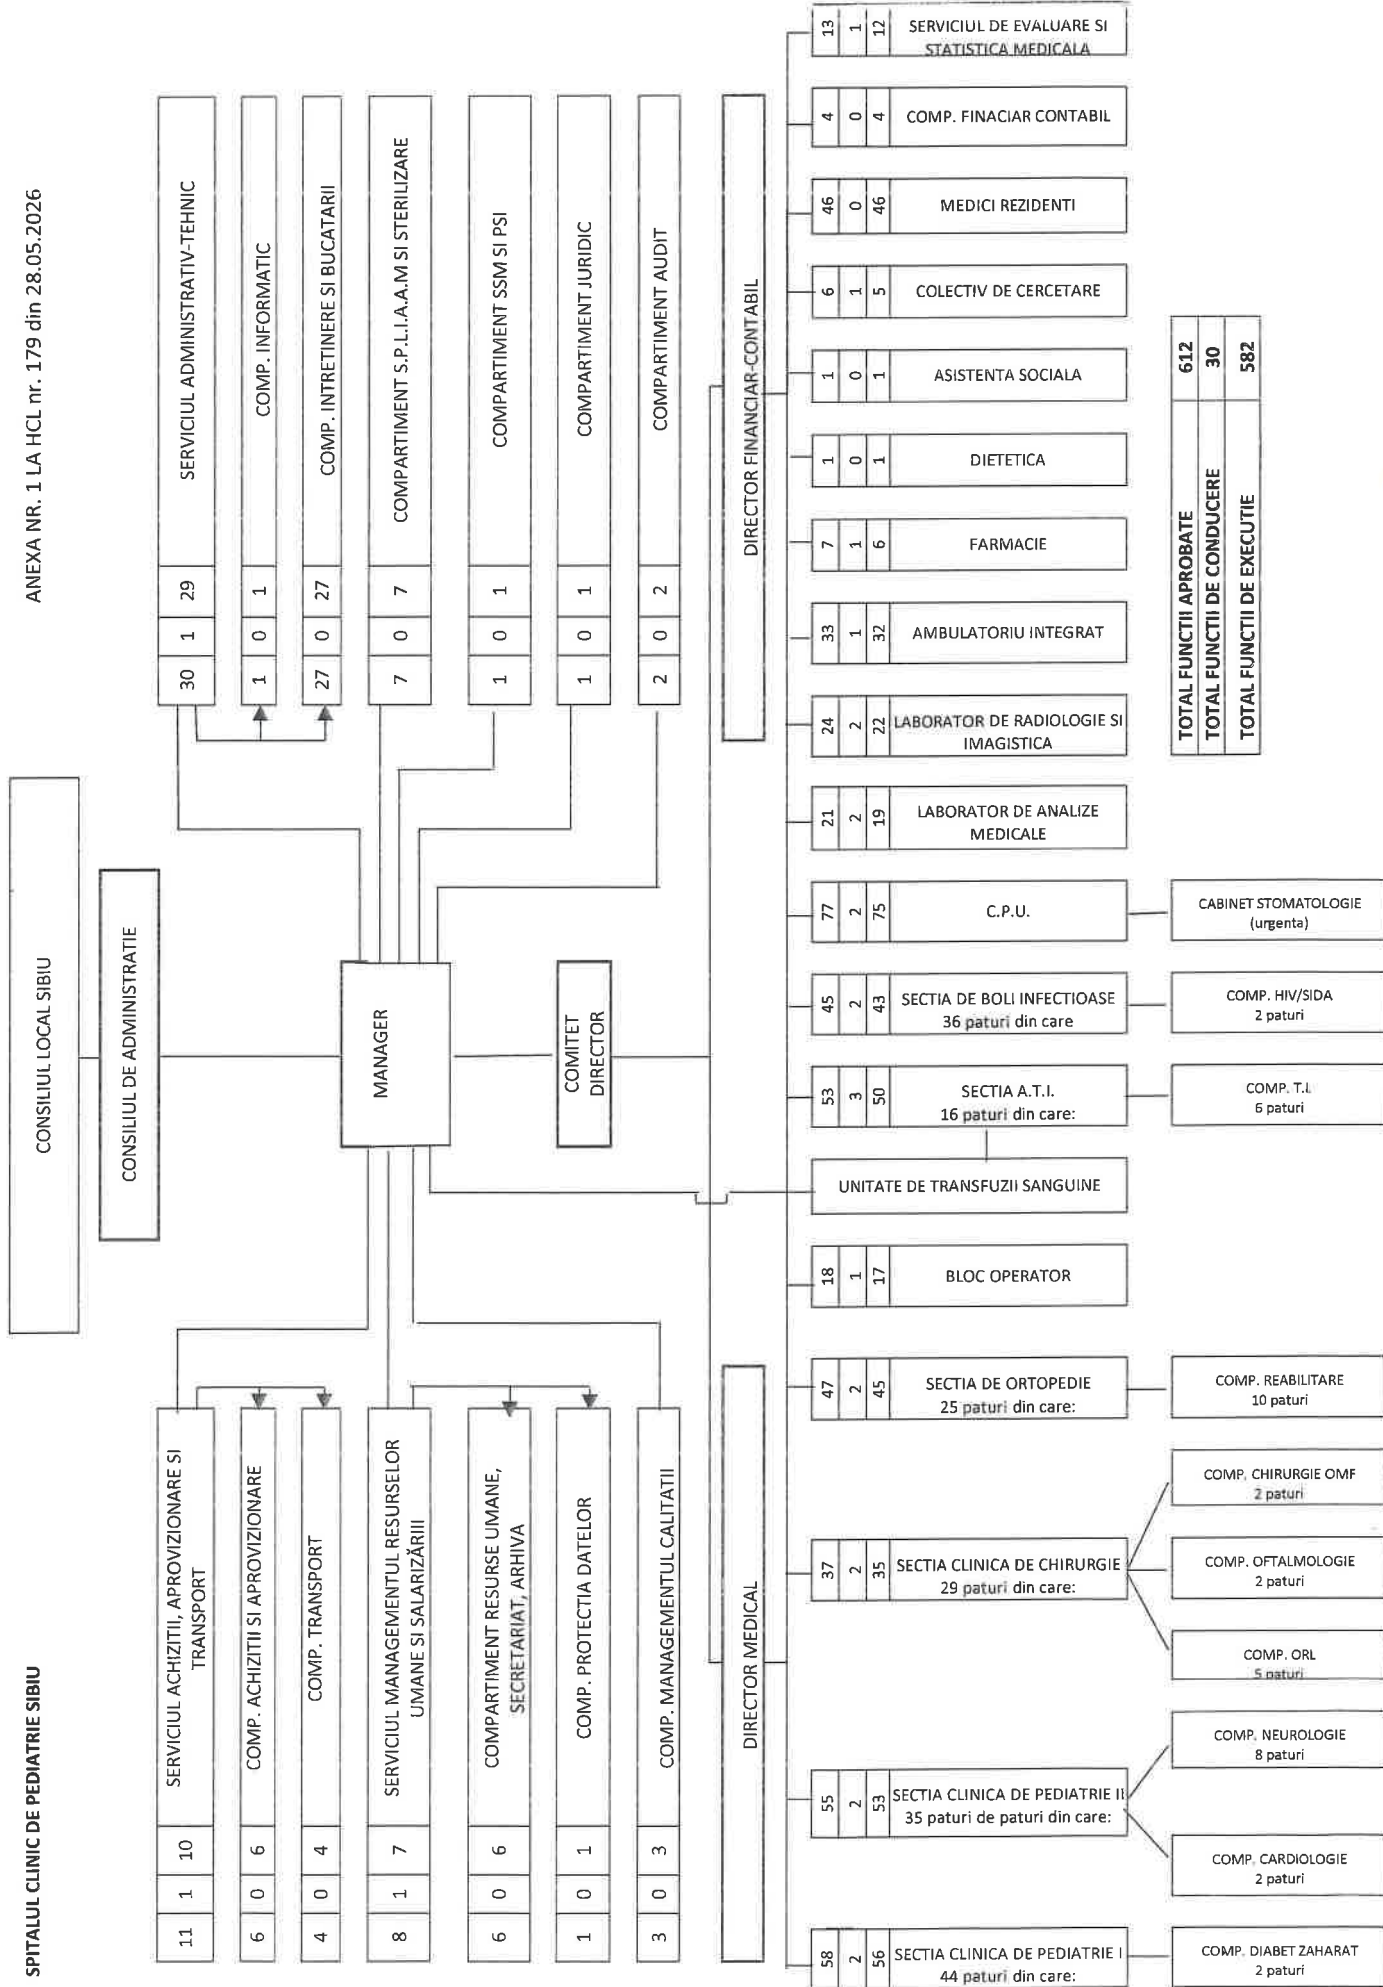 SPITALUL CLINIC DE PEDIATRIE SIBIU
ANEXA NR. 1 LA HCL nr. 179 din 28.05.2026
CONSILIUL LOCAL SIBIU
CONSILIUL DE ADMINISTRATIE
MANAGER
COMITET
DIRECTOR
11 1 10 SERVICIUL ACHIZITII, APROVIZIONARE SI
TRANSPORT
6 0 6 COMP. ACHIZITII SI APROVIZIONARE
4 0 4 COMP. TRANSPORT
8 1 7 SERVICIUL MANAGEMENTUL RESURSELOR
UMANE SI SALARIZĂRIII
6 0 6 COMPARTIMENT RESURSE UMANE,
SECRETARIAT, ARHIVA
1 0 1 COMP. PROTECTIA DATELOR
3 0 3 COMP. MANAGEMENTUL CALITATII
30 1 29 SERVICIUL ADMINISTRATIV-TEHNIC
1 0 1 COMP. INFORMATIC
27 0 27 COMP. INTRETINERE SI BUCATARII
7 0 7 COMPARTIMENT S.P.L.I.A.A.M SI STERILIZARE
1 0 1 COMPARTIMENT SSM SI PSI
1 0 1 COMPARTIMENT JURIDIC
2 0 2 COMPARTIMENT AUDIT
DIRECTOR MEDICAL
DIRECTOR FINANCIAR-CONTABIL
58 2 56 SECTIA CLINICA DE PEDIATRIE I
44 paturi din care:
COMP. DIABET ZAHARAT
2 paturi
55 2 53 SECTIA CLINICA DE PEDIATRIE II
35 paturi de paturi din care:
COMP. CARDIOLOGIE
2 paturi
COMP. NEUROLOGIE
8 paturi
37 2 35 SECTIA CLINICA DE CHIRURGIE
29 paturi din care:
COMP. ORL
5 paturi
COMP. OFTALMOLOGIE
2 paturi
COMP. CHIRURGIE OMF
2 paturi
47 2 45 SECTIA DE ORTOPEDIE
25 paturi din care:
COMP. REABILITARE
10 paturi
18 1 17 BLOC OPERATOR
UNITATE DE TRANSFUZII SANGUINE
53 3 50 SECTIA A.T.I.
16 paturi din care:
COMP. T.I.
6 paturi
45 2 43 SECTIA DE BOLI INFECTIOASE
36 paturi din care
COMP. HIV/SIDA
2 paturi
77 2 75 C.P.U.
CABINET STOMATOLOGIE
(urgenta)
21 2 19 LABORATOR DE ANALIZE
MEDICALE
24 2 22 LABORATOR DE RADIOLOGIE SI
IMAGISTICA
33 1 32 AMBULATORIU INTEGRAT
7 1 6 FARMACIE
1 0 1 DIETETICA
1 0 1 ASISTENTA SOCIALA
6 1 5 COLECTIV DE CERCETARE
46 0 46 MEDICI REZIDENTI
4 0 4 COMP. FINACIAR CONTABIL
13 1 12 SERVICIUL DE EVALUARE SI
STATISTICA MEDICALA
TOTAL FUNCTII APROBATE 612
TOTAL FUNCTII DE CONDUCERE 30
TOTAL FUNCTII DE EXECUTIE 582